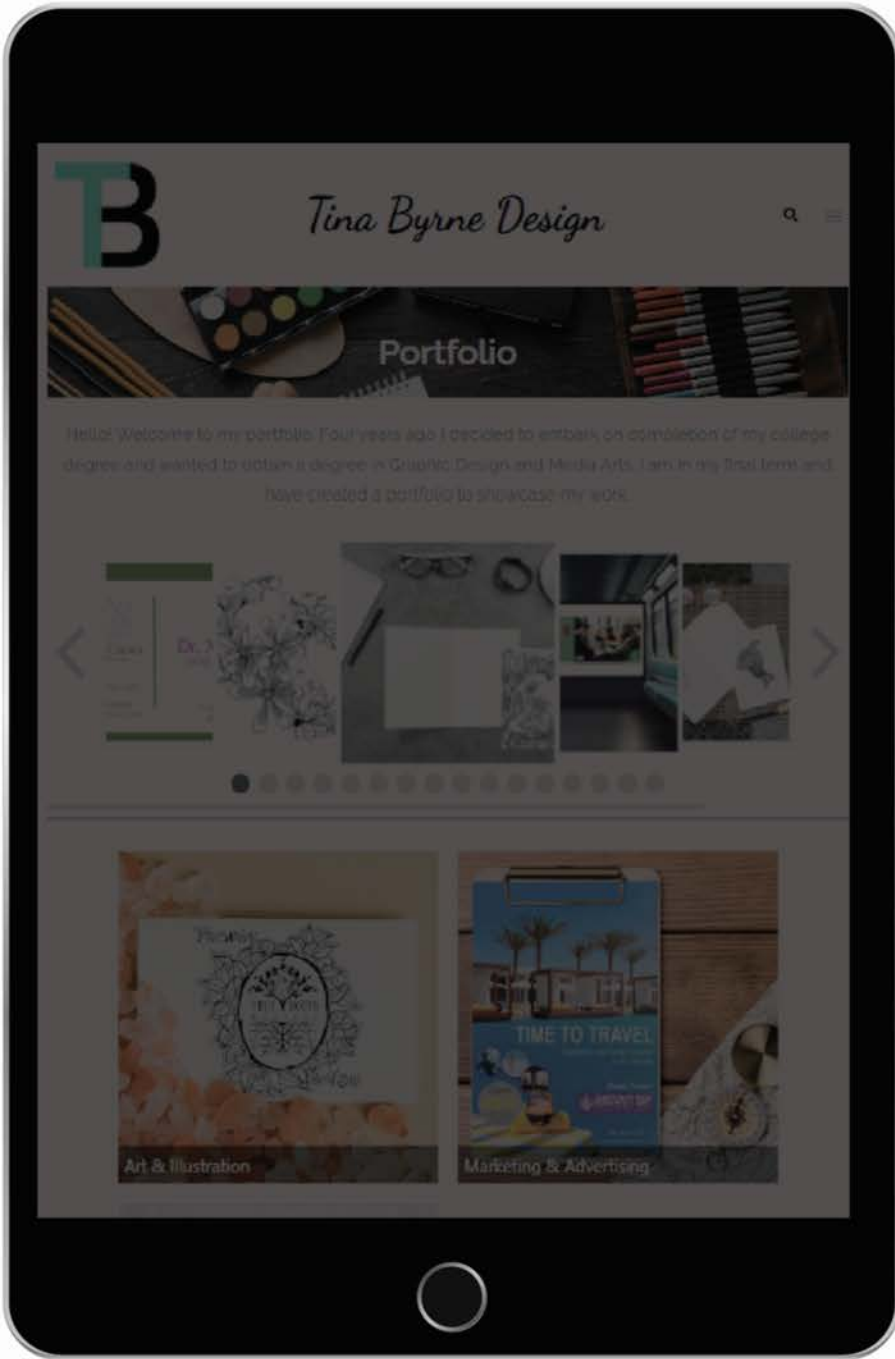 TB
Tina Byrne Design
Portfolio
Hello! Welcome to my portfolio. Four years ago I decided to embark on completion of my college
degree and wanted to obtain a degree in Graphic Design and Media Arts. I am in my final term and
have created a portfolio to showcase my work.
Dr.
TIME TO TRAVEL
Art & Illustration
Marketing & Advertising